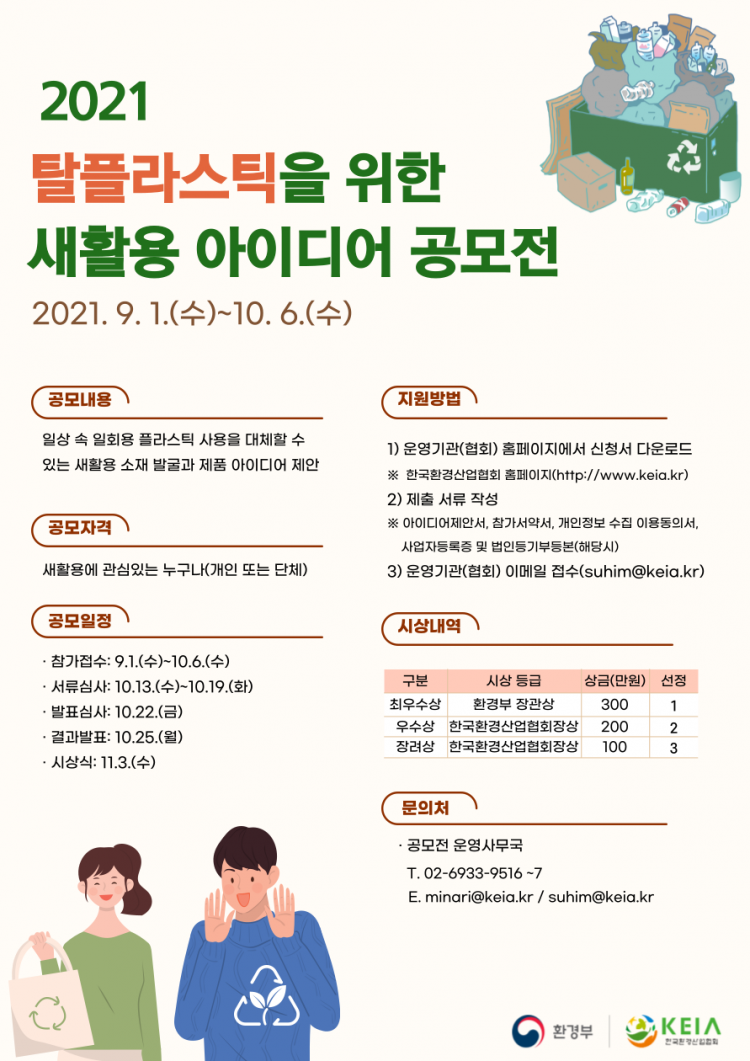 2021
탈플라스틱을 위한
새활용 아이디어 공모전
2021. 9. 1.(수)~10. 6.(수)
공모내용
일상 속 일회용 플라스틱 사용을 대체할 수
있는 새활용 소재 발굴과 제품 아이디어 제안
공모자격
새활용에 관심있는 누구나(개인 또는 단체)
공모일정
· 참가접수: 9.1.(수)~10.6.(수)
· 서류심사: 10.13.(수)~10.19.(화)
· 발표심사: 10.22.(금)
· 결과발표: 10.25.(월)
· 시상식: 11.3.(수)
지원방법
1) 운영기관(협회) 홈페이지에서 신청서 다운로드
※ 한국환경산업협회 홈페이지(http://www.keia.kr)
2) 제출 서류 작성
※ 아이디어제안서, 참가서약서, 개인정보 수집 이용동의서,
사업자등록증 및 법인등기부등본(해당시)
3) 운영기관(협회) 이메일 접수(suhim@keia.kr)
시상내역
구분 시상 등급 상금(만원) 선정
최우수상 환경부 장관상 300 1
우수상 한국환경산업협회장상 200 2
장려상 한국환경산업협회장상 100 3
문의처
· 공모전 운영사무국
T. 02-6933-9516 ~7
E. minari@keia.kr / suhim@keia.kr
환경부
KEIA
한국환경산업협회